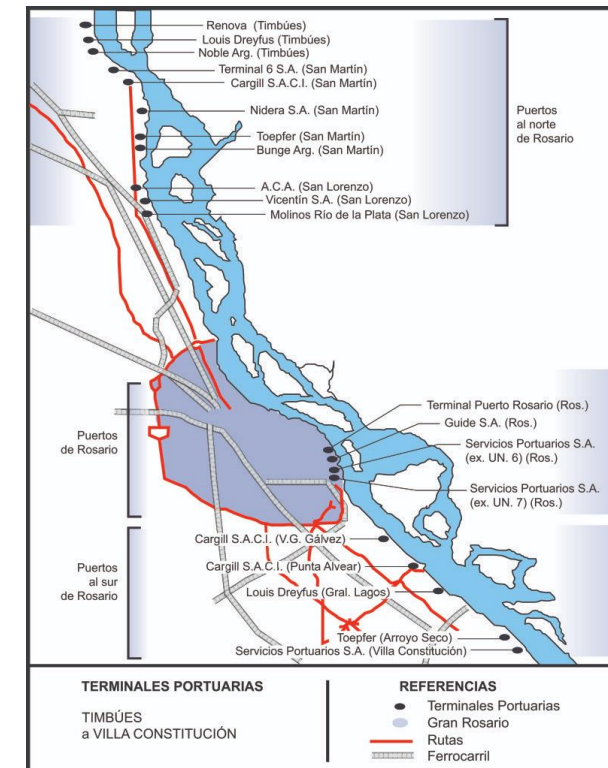 Renova (Timbúes)
Louis Dreyfus (Timbúes)
Noble Arg. (Timbúes)
Terminal 6 S.A. (San Martín)
Cargill S.A.C.I. (San Martín)
Nidera S.A. (San Martín)
Toepfer (San Martín)
Bunge Arg. (San Martín)
A.C.A. (San Lorenzo)
Vicentín S.A. (San Lorenzo)
Molinos Río de la Plata (San Lorenzo)
Puertos
al norte
de Rosario
Terminal Puerto Rosario (Ros.)
Guide S.A. (Ros.)
Servicios Portuarios S.A.
(ex. UN. 6) (Ros.)
Servicios Portuarios S.A.
(ex. UN. 7) (Ros.)
Puertos
de Rosario
Cargill S.A.C.I. (V.G. Gálvez)
Cargill S.A.C.I. (Punta Alvear)
Louis Dreyfus (Gral. Lagos)
Toepfer (Arroyo Seco)
Servicios Portuarios S.A. (Villa Constitución)
Puertos
al sur
de Rosario
TERMINALES PORTUARIAS
TIMBÚES
a VILLA CONSTITUCIÓN
REFERENCIAS
Terminales Portuarias
Gran Rosario
Rutas
Ferrocarril